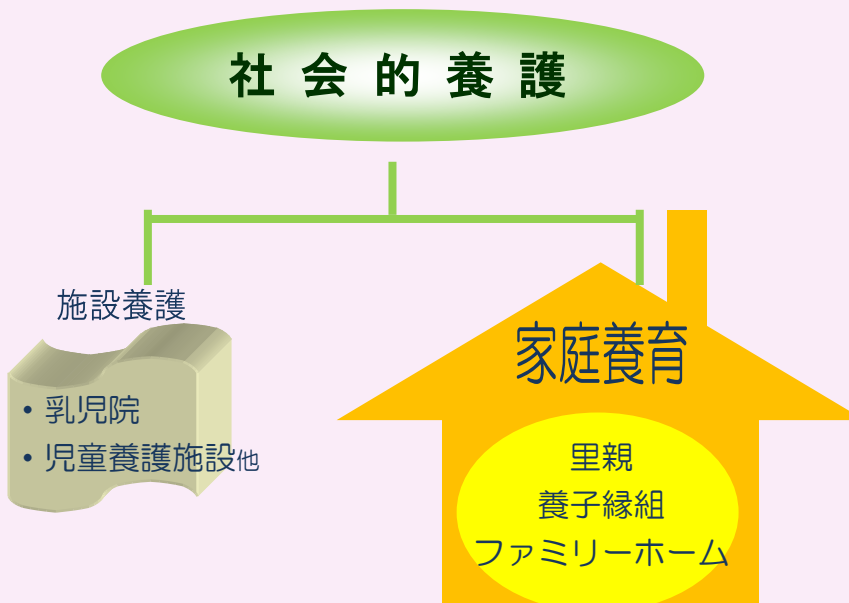 社会的養護
施設養護
・乳児院
・児童養護施設他
家庭養育
里親
養子縁組
ファミリーホーム